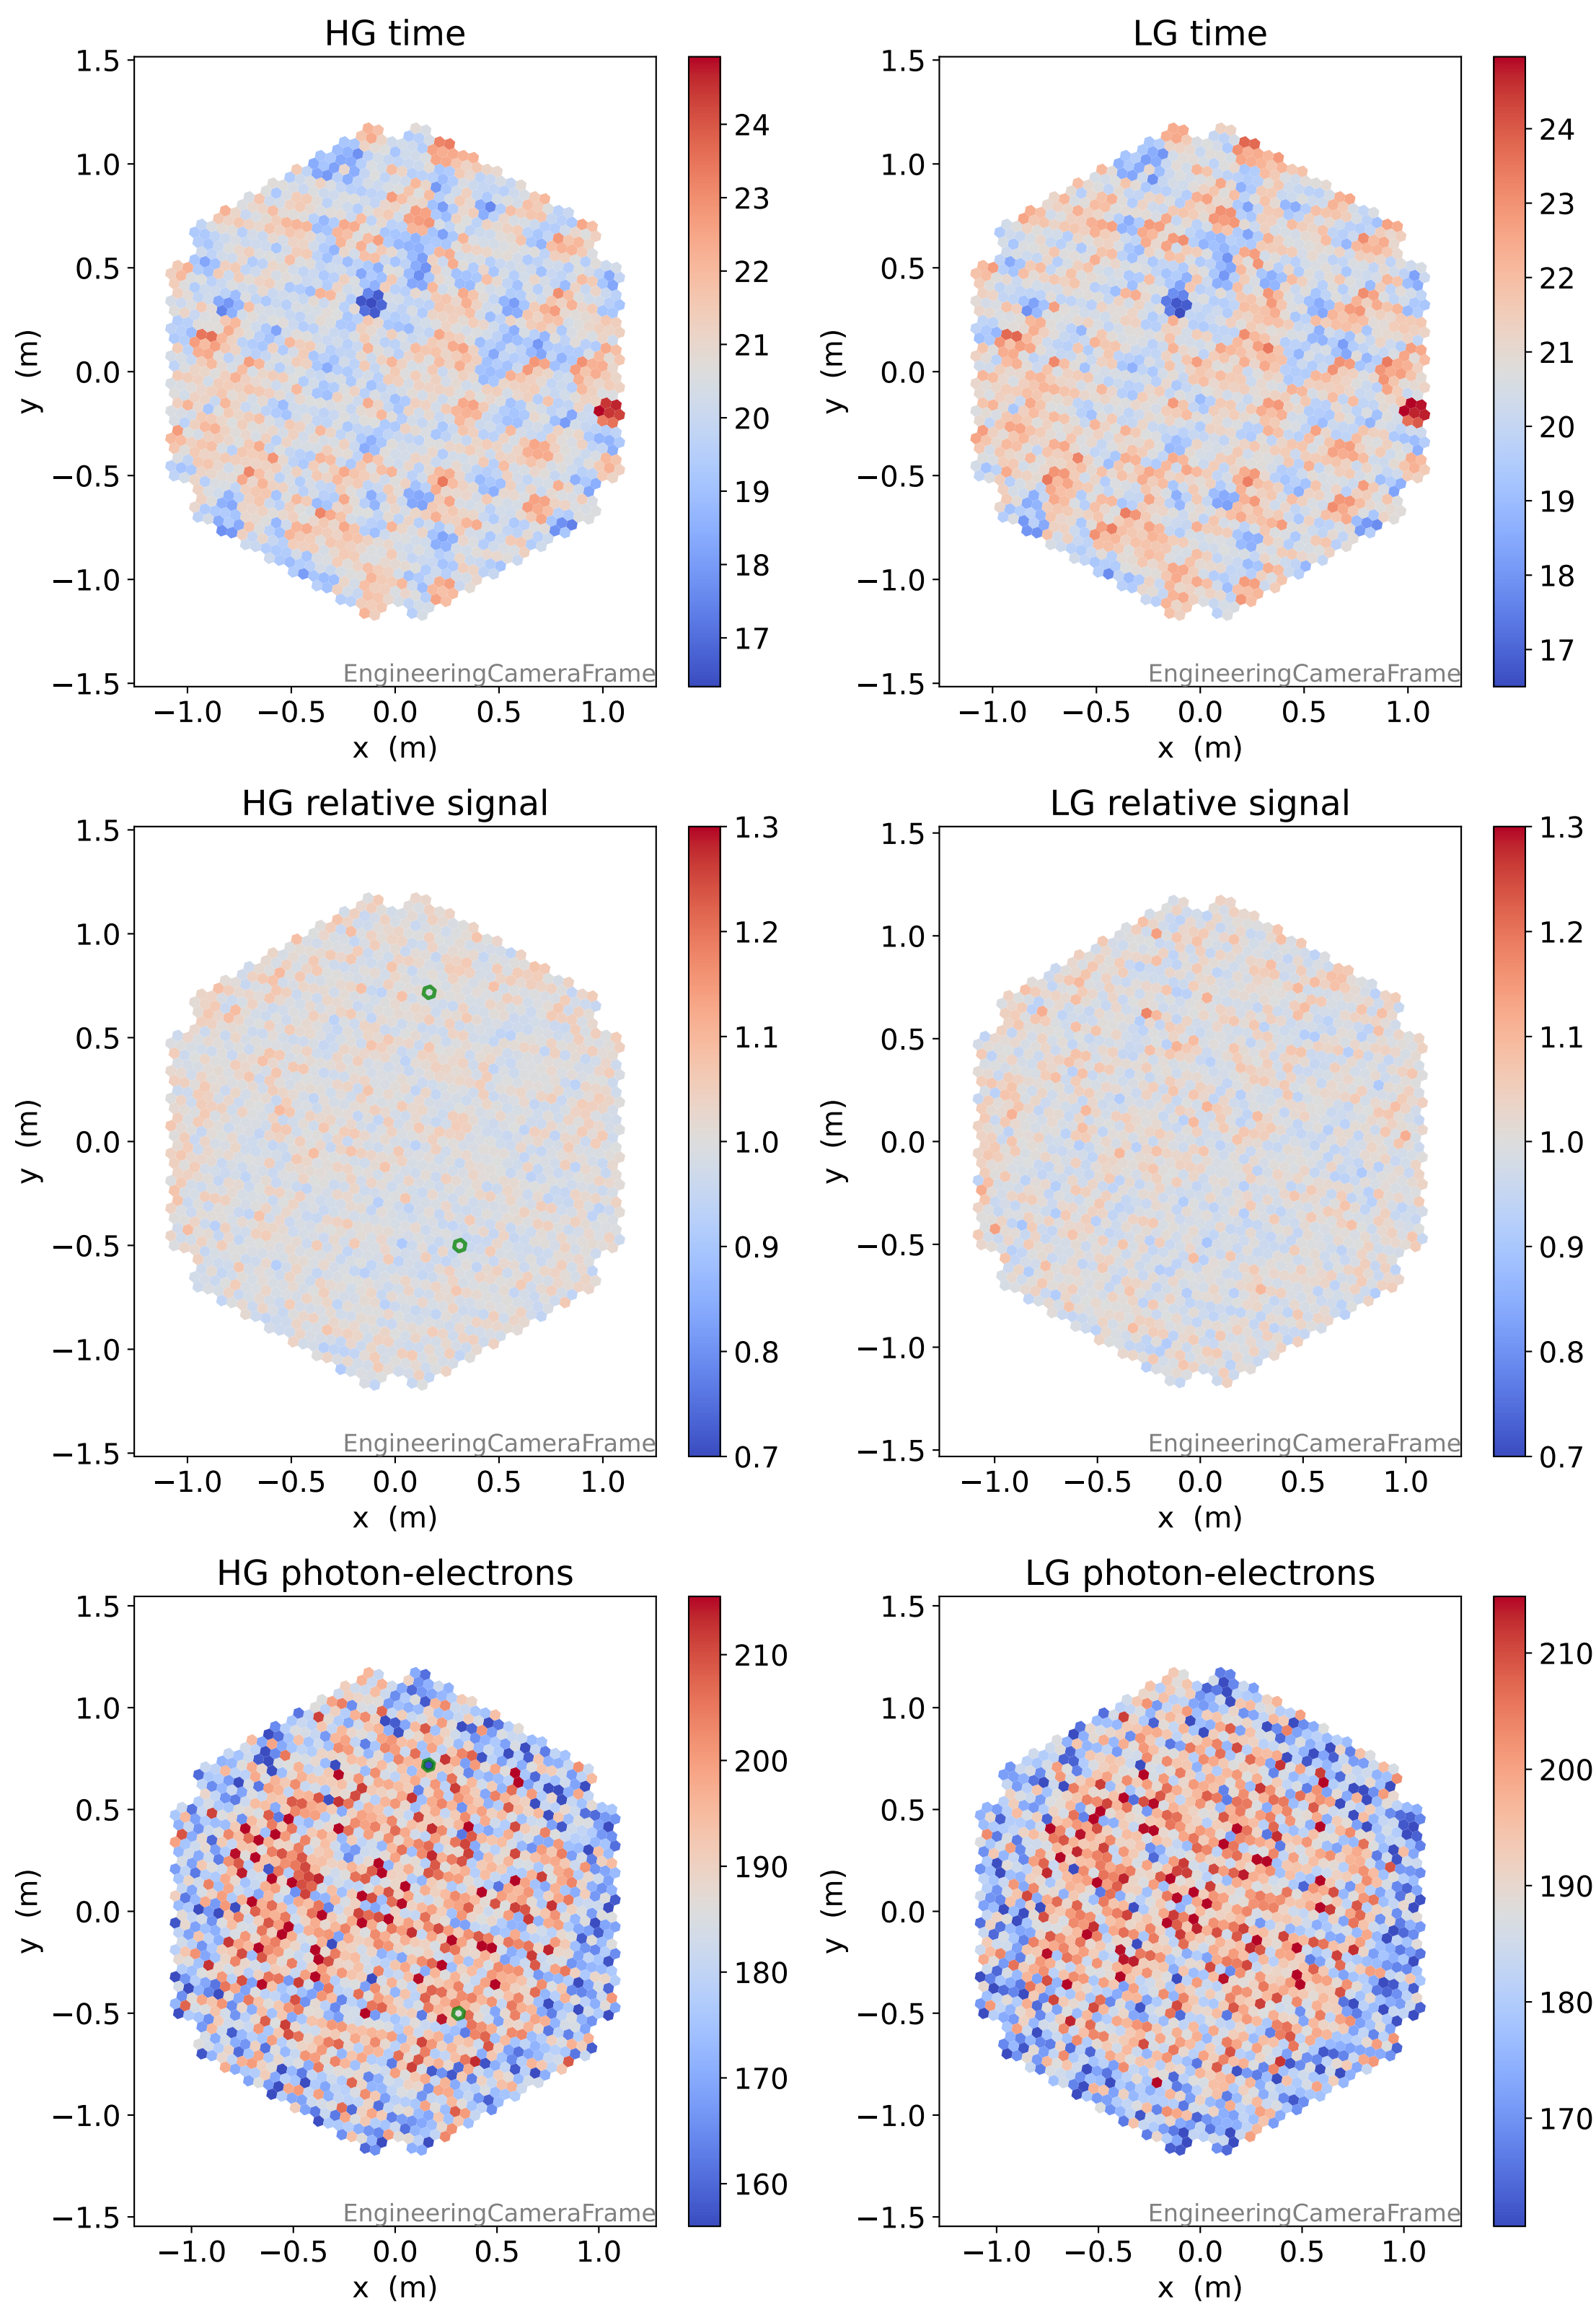 HG time
1.5
1.0
0.5
0.0
−0.5
−1.0
−1.5
y (m)
−1.0 −0.5 0.0 0.5 1.0
x (m)
EngineeringCameraFrame
24
23
22
21
20
19
18
17
LG time
1.5
1.0
0.5
0.0
−0.5
−1.0
−1.5
y (m)
−1.0 −0.5 0.0 0.5 1.0
x (m)
EngineeringCameraFrame
24
23
22
21
20
19
18
17
HG relative signal
1.5
1.0
0.5
0.0
−0.5
−1.0
−1.5
y (m)
−1.0 −0.5 0.0 0.5 1.0
x (m)
EngineeringCameraFrame
1.3
1.2
1.1
1.0
0.9
0.8
0.7
LG relative signal
1.5
1.0
0.5
0.0
−0.5
−1.0
−1.5
y (m)
−1.0 −0.5 0.0 0.5 1.0
x (m)
EngineeringCameraFrame
1.3
1.2
1.1
1.0
0.9
0.8
0.7
HG photon-electrons
1.5
1.0
0.5
0.0
−0.5
−1.0
−1.5
y (m)
−1.0 −0.5 0.0 0.5 1.0
x (m)
EngineeringCameraFrame
210
200
190
180
170
160
LG photon-electrons
1.5
1.0
0.5
0.0
−0.5
−1.0
−1.5
y (m)
−1.0 −0.5 0.0 0.5 1.0
x (m)
EngineeringCameraFrame
210
200
190
180
170